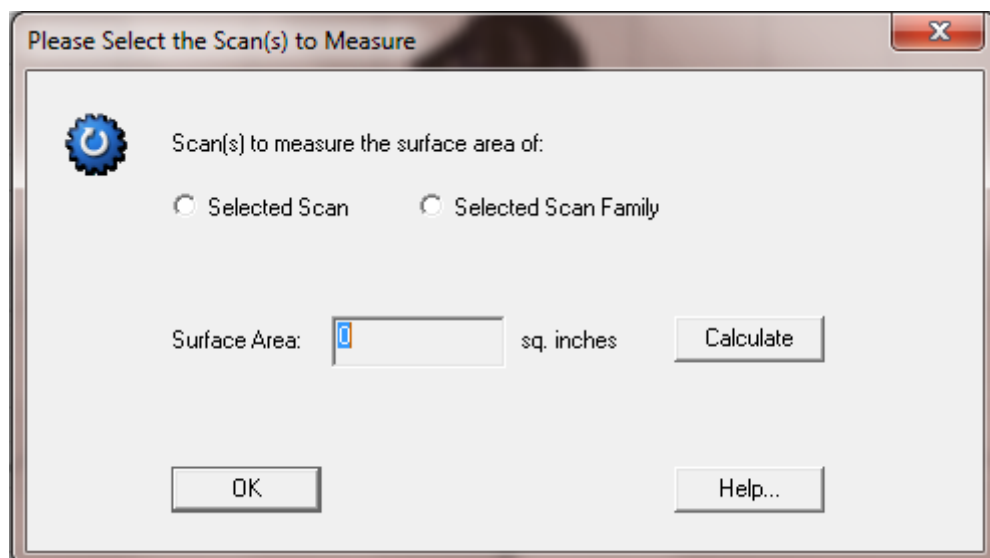 Please Select the Scan(s) to Measure
Scan(s) to measure the surface area of:
Selected Scan Selected Scan Family
Surface Area: 0 sq. inches Calculate
OK Help...